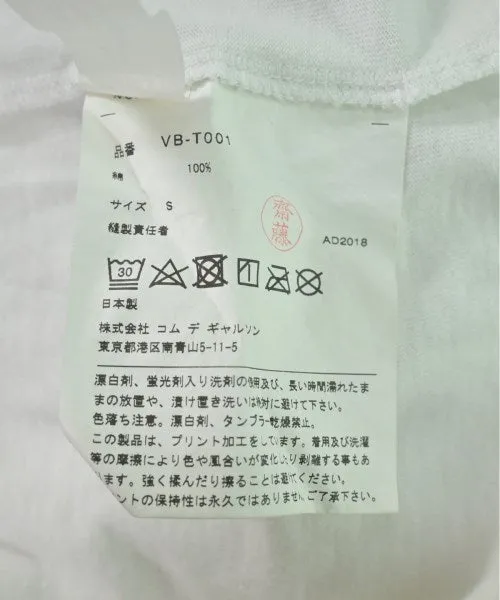 品番 VB-T001
綿 100%
サイズ S
縫製責任者
齋藤
AD2018
30
日本製
株式会社 コム デ ギャルソン
東京都港区南青山5-11-5
漂白剤、蛍光剤入り洗剤の使用及び、長い時間濡れたま
まの放置や、漬け置き洗いは絶対に避けて下さい。
色落ち注意。漂白剤、タンブラー乾燥禁止。
この製品は、プリント加工をしています。着用及び洗濯
等の摩擦により色や風合いが変化より剥離する事もあ
ります。強く揉んだり擦ることは避けてください。
ントの保持性は永久ではありません。ご了承下さい。